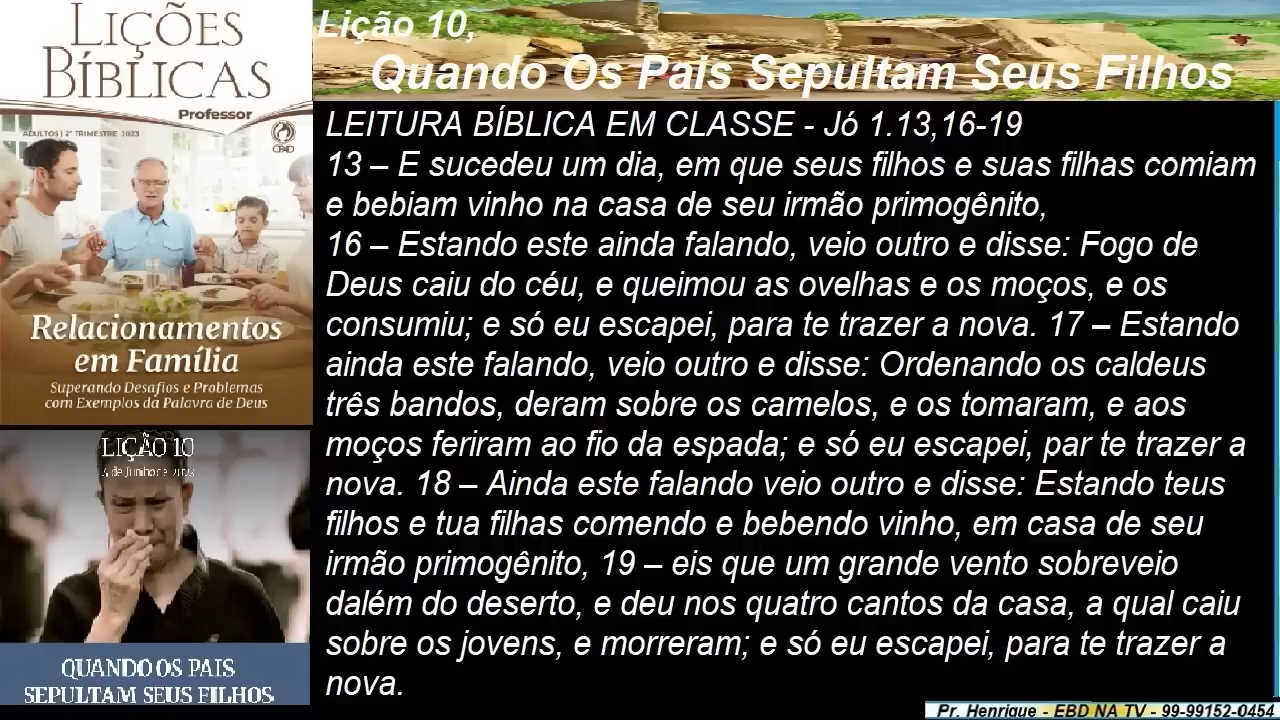 LIÇÕES
BÍBLICAS
Professor
ADULTOS | 2º TRIMESTRE 2023
CPAD
Relacionamentos
em Família
Superando Desafios e Problemas
com Exemplos da Palavra de Deus
LIÇÃO 10
4 de Junho
QUANDO OS PAIS
SEPULTAM SEUS FILHOS
Lição 10,
Quando Os Pais Sepultam Seus Filhos
LEITURA BÍBLICA EM CLASSE - Jó 1.13,16-19
13 – E sucedeu um dia, em que seus filhos e suas filhas comiam
e bebiam vinho na casa de seu irmão primogênito,
16 – Estando este ainda falando, veio outro e disse: Fogo de
Deus caiu do céu, e queimou as ovelhas e os moços, e os
consumiu; e só eu escapei, para te trazer a nova. 17 – Estando
ainda este falando, veio outro e disse: Ordenando os caldeus
três bandos, deram sobre os camelos, e os tomaram, e aos
moços feriram ao fio da espada; e só eu escapei, par te trazer a
nova. 18 – Ainda este falando veio outro e disse: Estando teus
filhos e tua filhas comendo e bebendo vinho, em casa de seu
irmão primogênito, 19 – eis que um grande vento sobreveio
dalém do deserto, e deu nos quatro cantos da casa, a qual caiu
sobre os jovens, e morreram; e só eu escapei, para te trazer a
nova.
Pr. Henrique - EBD NA TV - 99-99152-0454